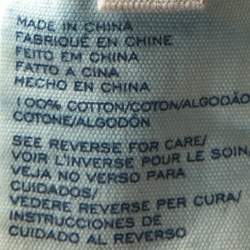 MADE IN CHINA
FABRIQUÉ EN CHINE
FEITO EM CHINA
FATTO A CINA
HECHO EN CHINA
100% COTTON/COTON/ALGODÃO
COTONE/ALGODÓN
SEE REVERSE FOR CARE/
VOIR L'INVERSE POUR LE SOIN/
VEJA NO VERSO PARA
CUIDADOS/
VEDERE REVERSE PER CURA/
INSTRUCCIONES DE
CUIDADO AL REVERSO